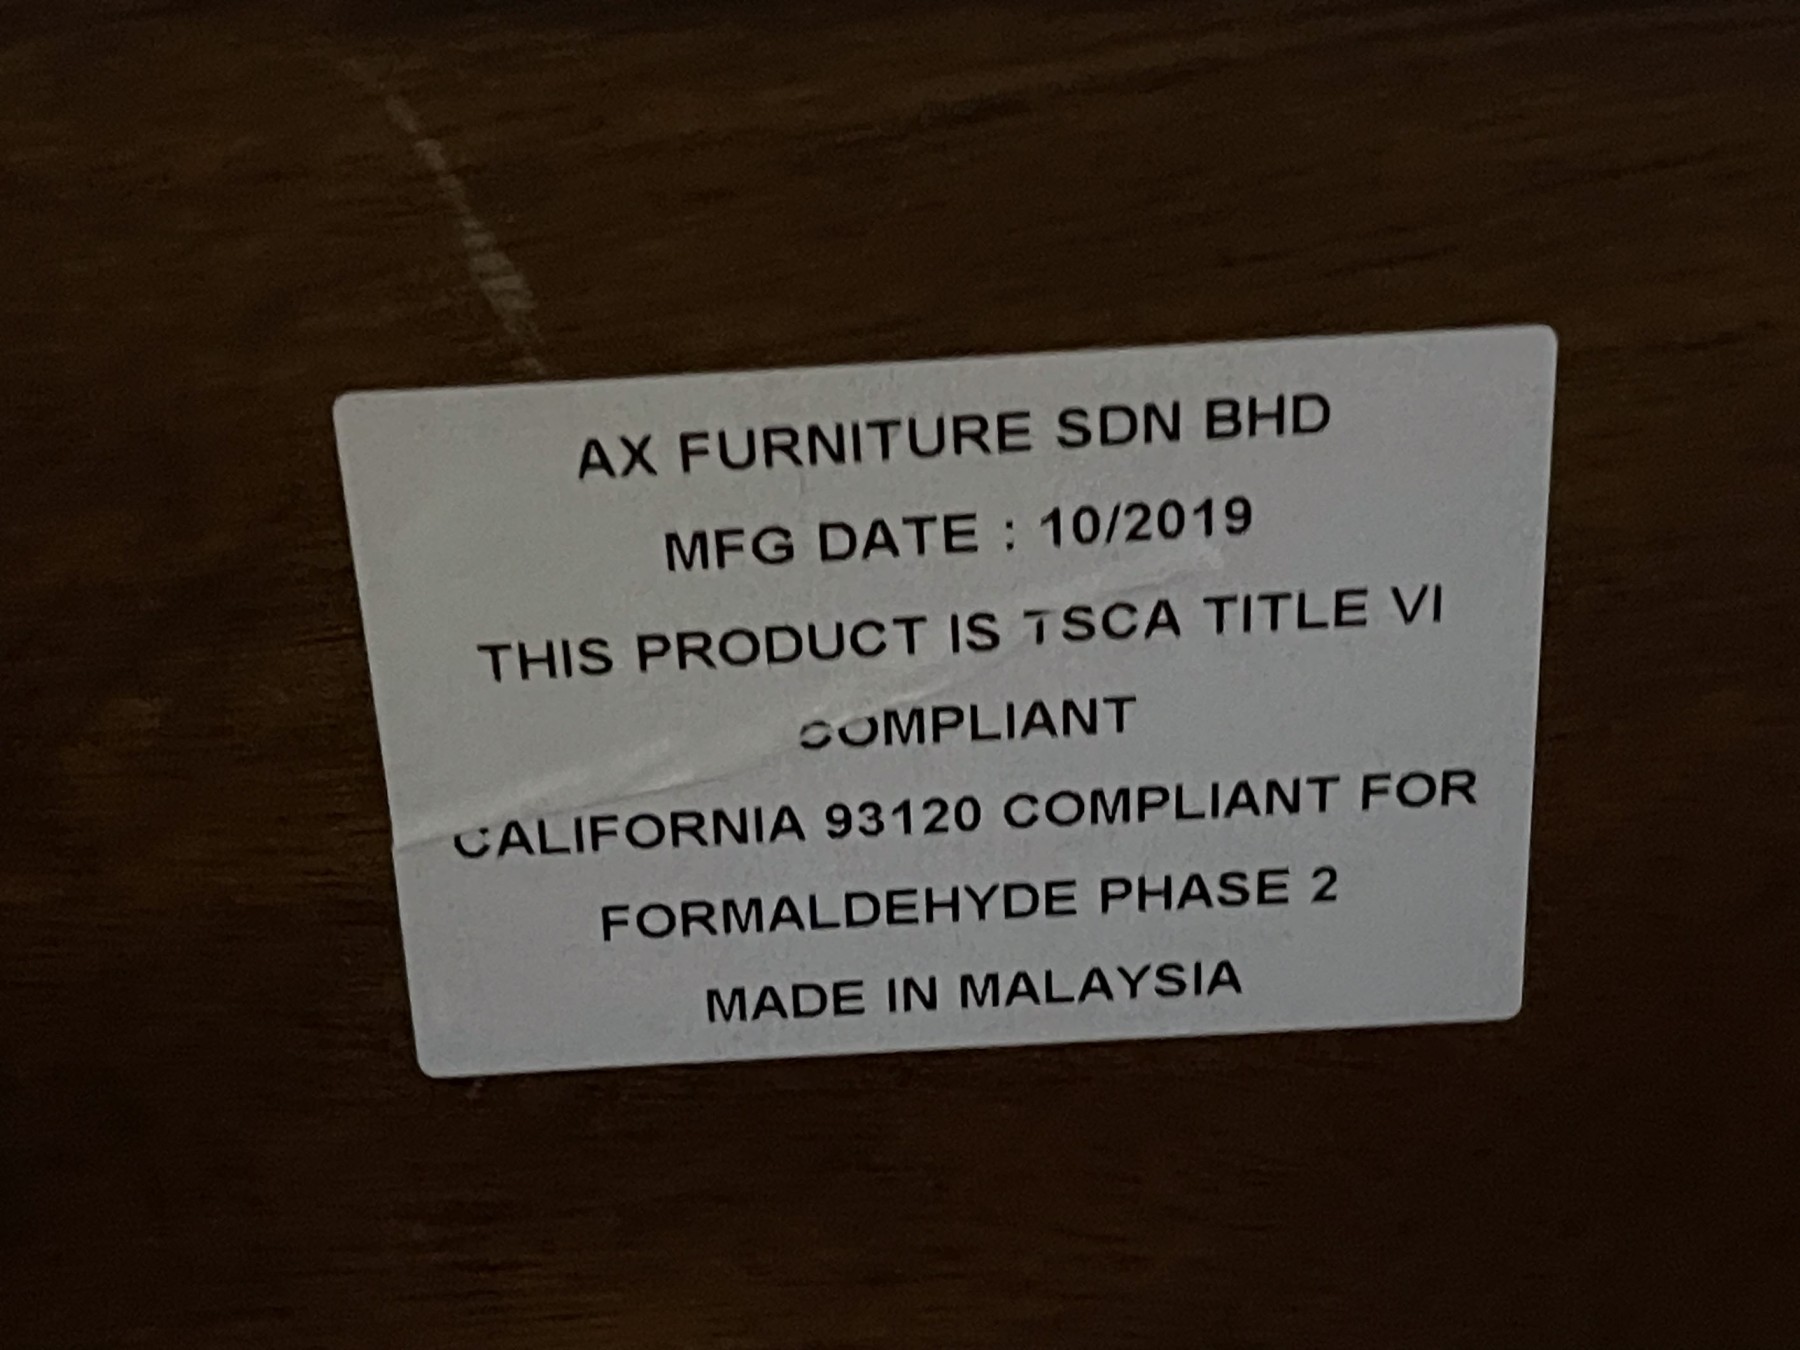 AX FURNITURE SDN BHD
MFG DATE : 10/2019
THIS PRODUCT IS TSCA TITLE VI
COMPLIANT
CALIFORNIA 93120 COMPLIANT FOR
FORMALDEHYDE PHASE 2
MADE IN MALAYSIA